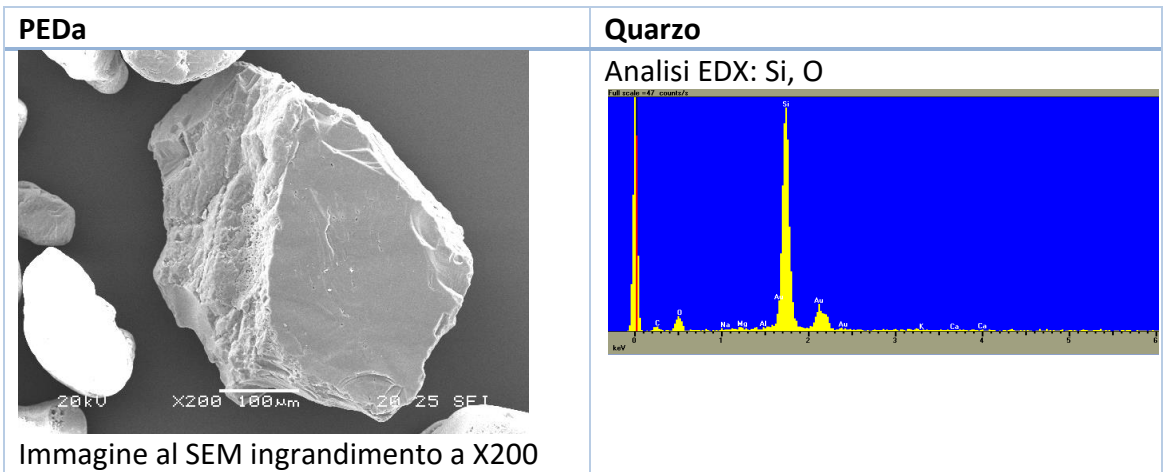 PEDa
Quarzo
Analisi EDX: Si, O
Full scale =47 counts/s
Si
Au
Au
O
C
Na
Mg
Al
Au
K
Ca
Ca
0
1
2
3
4
5
6
keV
20kU X200 100µm 20 25 SEI
Immagine al SEM ingrandimento a X200